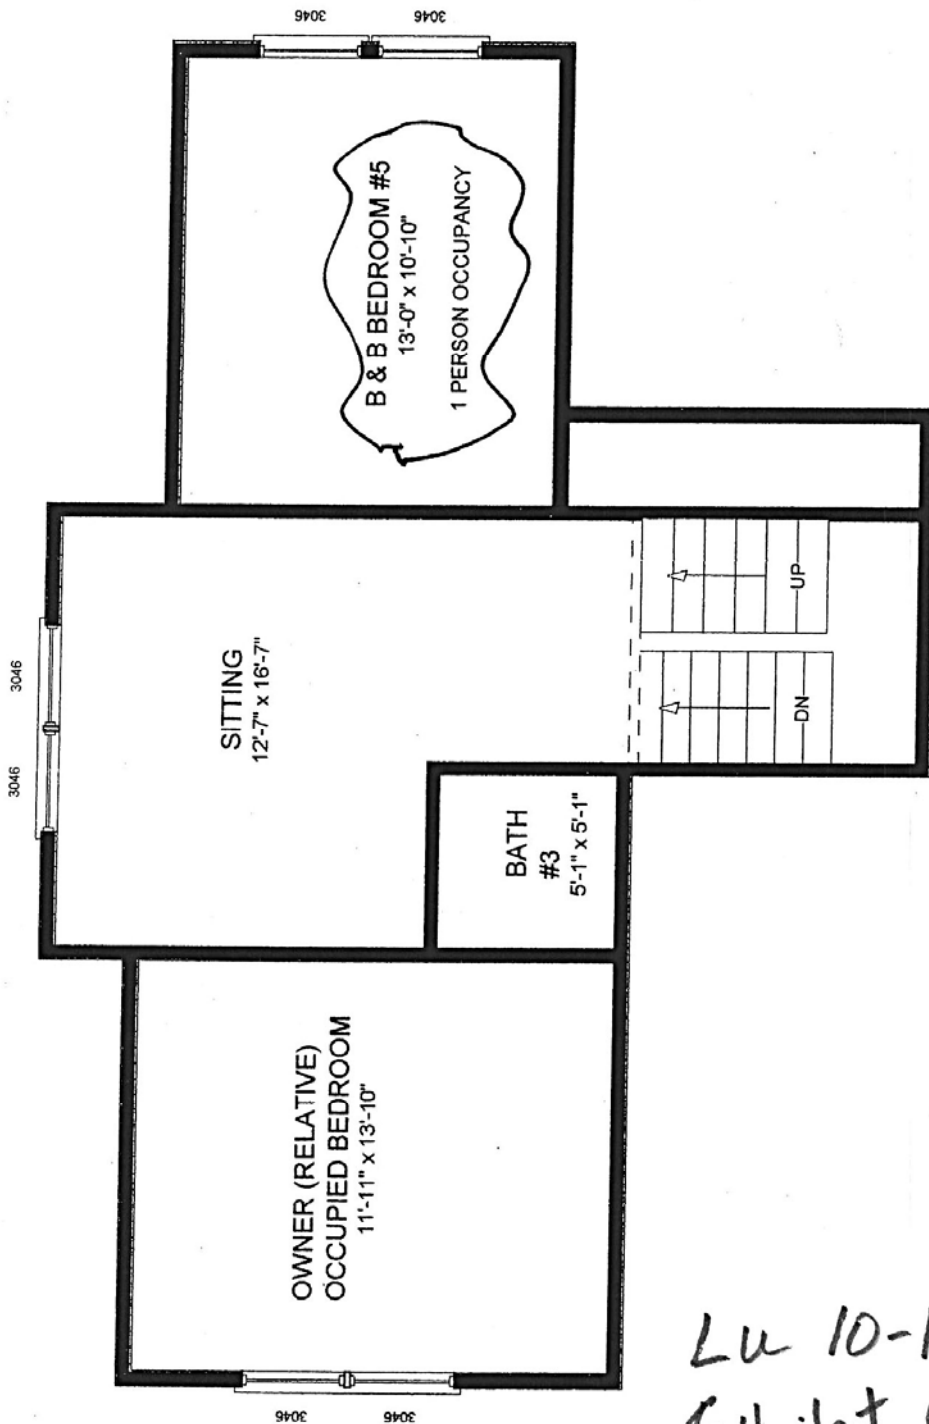 3046
3046
B & B BEDROOM #5
13'-0" x 10'-10"
1 PERSON OCCUPANCY
3046
3046
SITTING
12'-7" x 16'-7"
UP
DN
BATH
#3
5'-1" x 5'-1"
OWNER (RELATIVE)
OCCUPIED BEDROOM
11'-11" x 13'-10"
3046
3046
LU 10-1